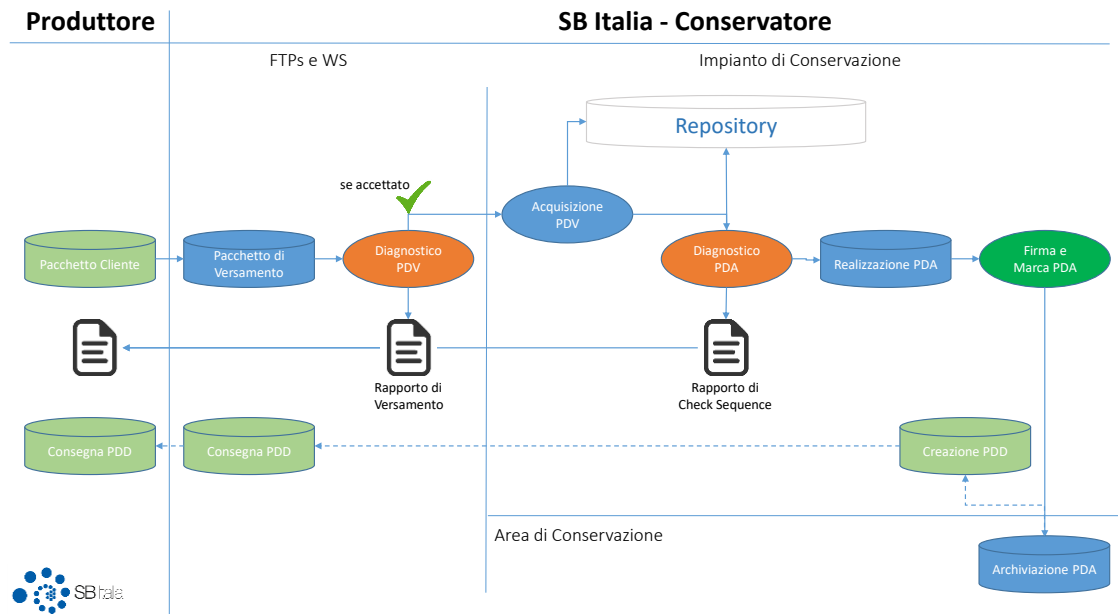 Produttore
SB Italia - Conservatore
FTPs e WS
Impianto di Conservazione
Repository
se accettato
Acquisizione
PDV
Pacchetto Cliente
Pacchetto di
Versamento
Diagnostico
PDV
Diagnostico
PDA
Realizzazione PDA
Firma e
Marca PDA
Rapporto di
Versamento
Rapporto di
Check Sequence
Consegna PDD
Consegna PDD
Creazione PDD
Area di Conservazione
Archiviazione PDA
SB Italia